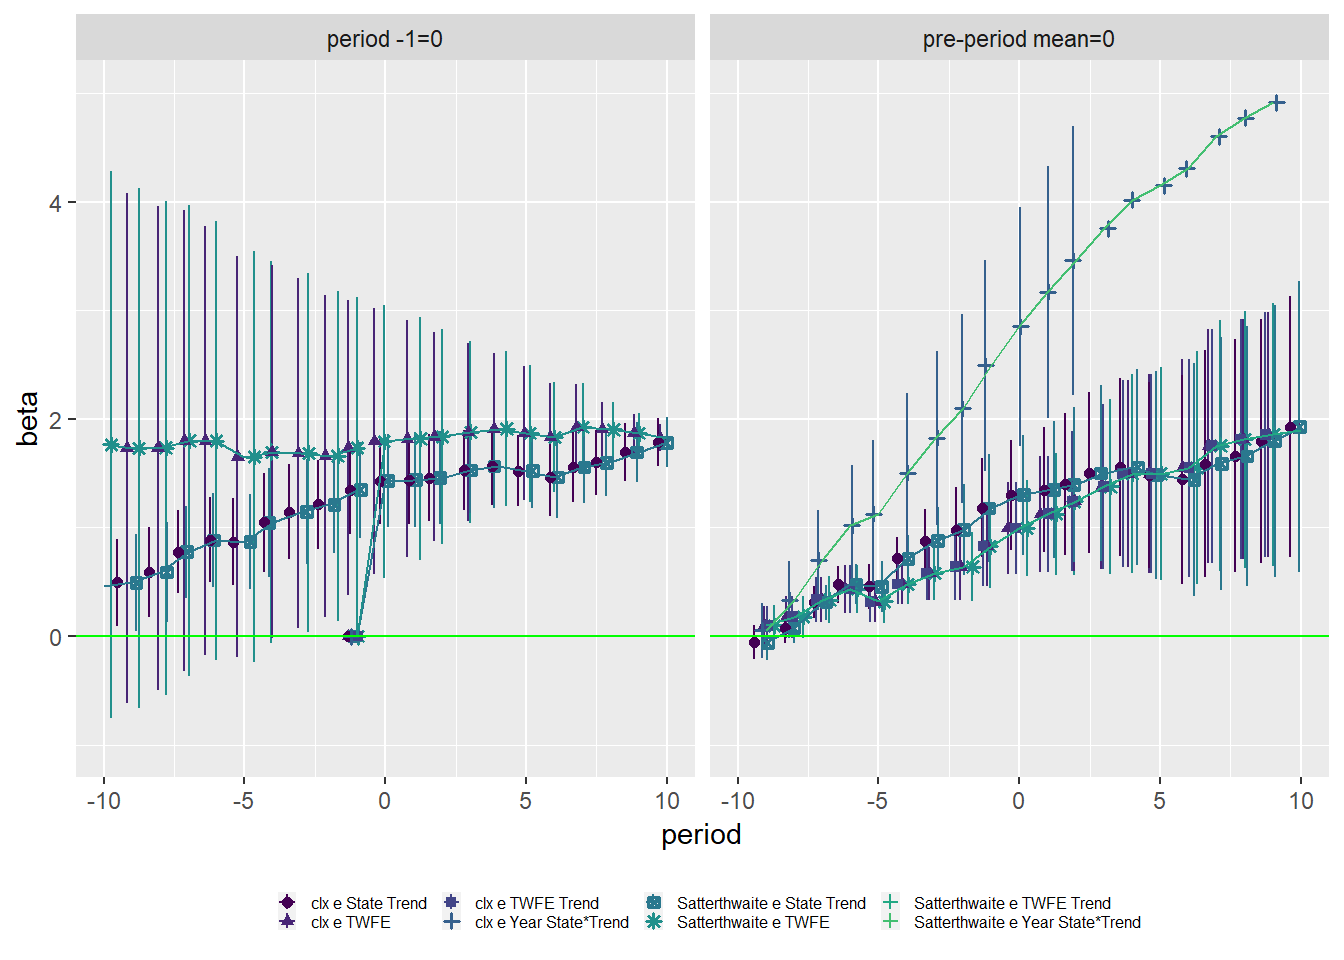 period -1=0
pre-period mean=0
beta
4
2
0
-10 -5 0 5 10
-10 -5 0 5 10
period
clx e State Trend
clx e TWFE
clx e TWFE Trend
clx e Year State*Trend
Satterthwaite e State Trend
Satterthwaite e TWFE
Satterthwaite e TWFE Trend
Satterthwaite e Year State*Trend